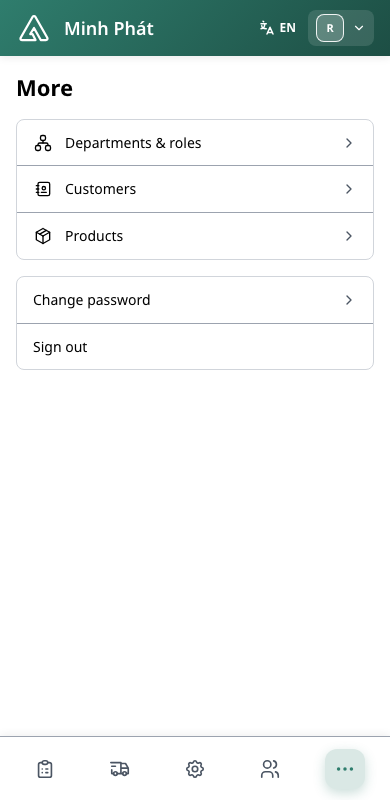 Minh Phát
EN
R
More
Departments & roles
Customers
Products
Change password
Sign out